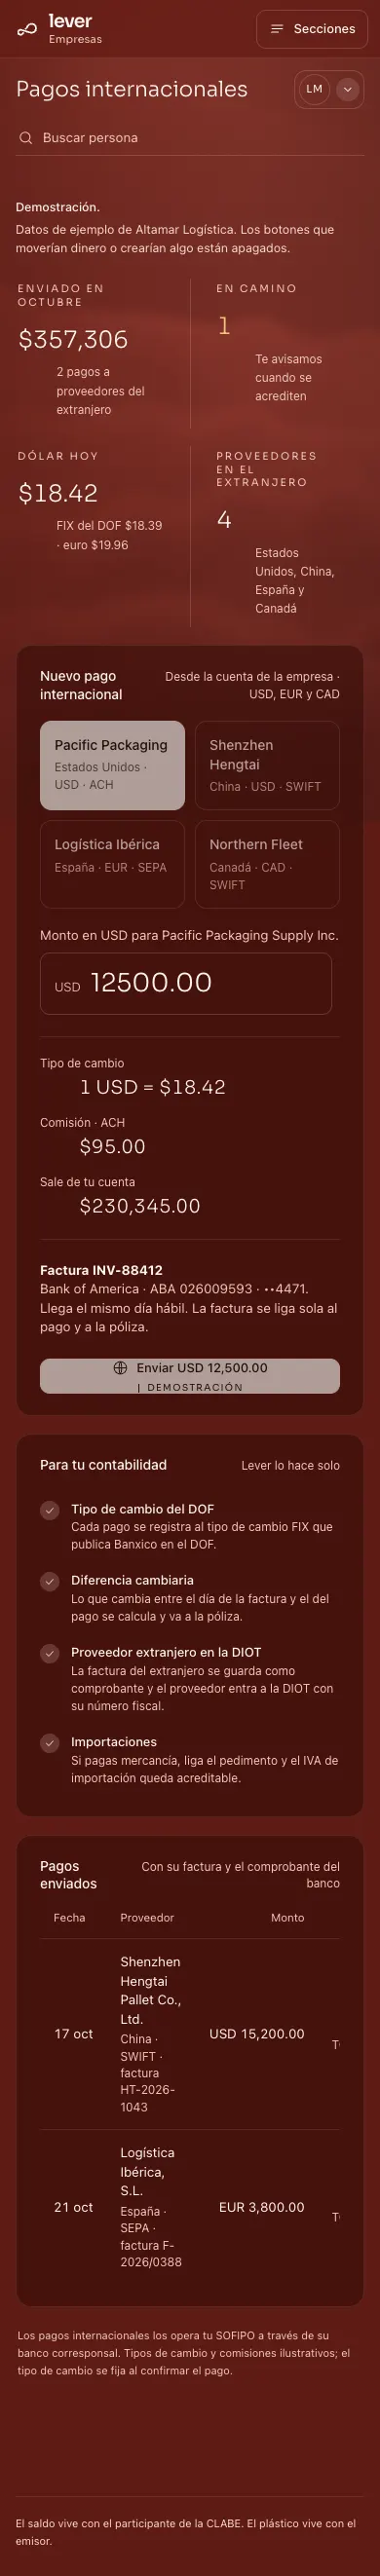 lever
Empresas
Secciones
Pagos internacionales
LM
Buscar persona
Demostración.
Datos de ejemplo de Altamar Logística. Los botones que
moverían dinero o crearían algo están apagados.
ENVIADO EN
OCTUBRE
$357,306
2 pagos a
proveedores del
extranjero
EN CAMINO
1
Te avisamos
cuando se
acrediten
DÓLAR HOY
$18.42
FIX del DOF $18.39
· euro $19.96
PROVEEDORES
EN EL
EXTRANJERO
4
Estados
Unidos, China,
España y
Canadá
Nuevo pago
internacional
Desde la cuenta de la empresa ·
USD, EUR y CAD
Pacific Packaging
Estados Unidos ·
USD · ACH
Shenzhen
Hengtai
China · USD · SWIFT
Logística Ibérica
España · EUR · SEPA
Northern Fleet
Canadá · CAD ·
SWIFT
Monto en USD para Pacific Packaging Supply Inc.
USD 12500.00
Tipo de cambio
1 USD = $18.42
Comisión · ACH
$95.00
Sale de tu cuenta
$230,345.00
Factura INV-88412
Bank of America · ABA 026009593 · ··4471.
Llega el mismo día hábil. La factura se liga sola al
pago y a la póliza.
Enviar USD 12,500.00
| DEMOSTRACIÓN
Para tu contabilidad
Lever lo hace solo
Tipo de cambio del DOF
Cada pago se registra al tipo de cambio FIX que
publica Banxico en el DOF.
Diferencia cambiaria
Lo que cambia entre el día de la factura y el del
pago se calcula y va a la póliza.
Proveedor extranjero en la DIOT
La factura del extranjero se guarda como
comprobante y el proveedor entra a la DIOT con
su número fiscal.
Importaciones
Si pagas mercancía, liga el pedimento y el IVA de
importación queda acreditable.
Pagos
enviados
Con su factura y el comprobante del
banco
Fecha Proveedor Monto
17 oct
Shenzhen
Hengtai
Pallet Co.,
Ltd.
China ·
SWIFT ·
factura
HT-2026-
1043
USD 15,200.00
21 oct
Logística
Ibérica,
S.L.
España ·
SEPA ·
factura F-
2026/0388
EUR 3,800.00
Los pagos internacionales los opera tu SOFIPO a través de su
banco corresponsal. Tipos de cambio y comisiones ilustrativos; el
tipo de cambio se fija al confirmar el pago.
El saldo vive con el participante de la CLABE. El plástico vive con el
emisor.